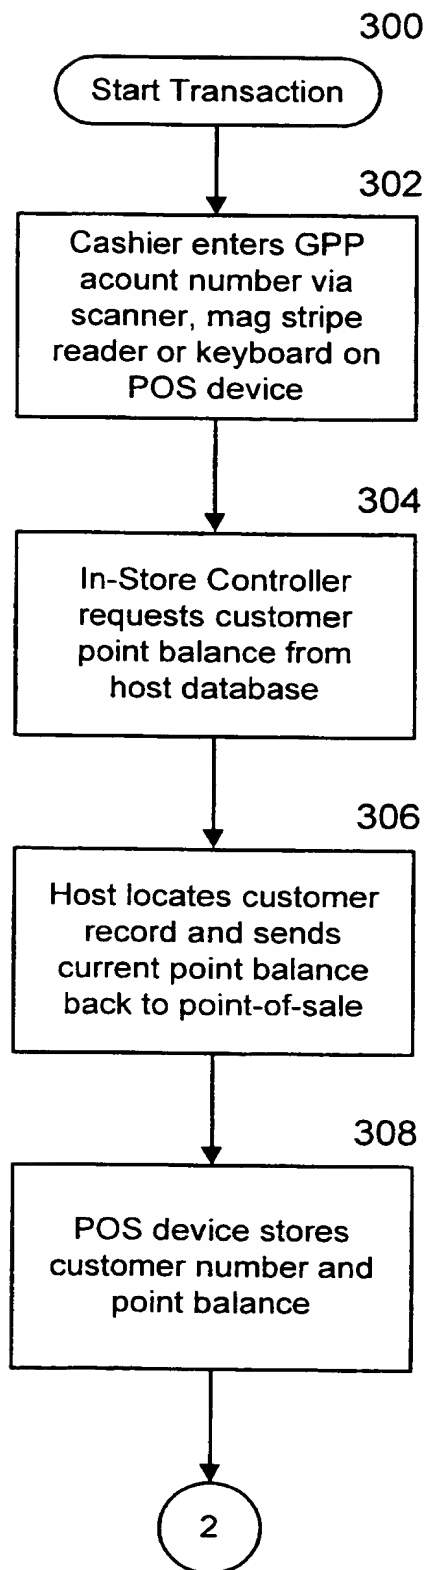 300
Start Transaction
302
Cashier enters GPP
acount number via
scanner, mag stripe
reader or keyboard on
POS device
304
In-Store Controller
requests customer
point balance from
host database
306
Host locates customer
record and sends
current point balance
back to point-of-sale
308
POS device stores
customer number and
point balance
2